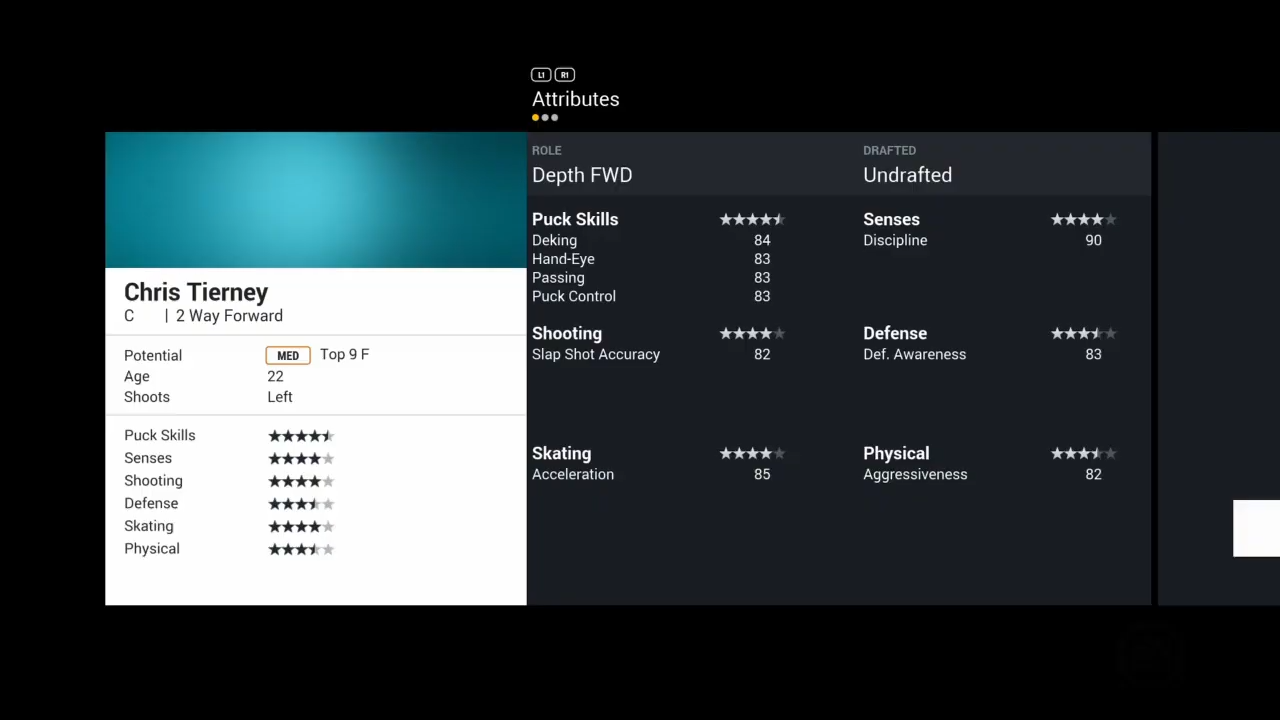 L1 R1
Attributes
ROLE
Depth FWD
DRAFTED
Undrafted
Chris Tierney
C | 2 Way Forward
Potential MED Top 9 F
Age 22
Shoots Left
Puck Skills
Senses
Shooting
Defense
Skating
Physical
Puck Skills
Deking 84
Hand-Eye 83
Passing 83
Puck Control 83
Senses
Discipline 90
Shooting
Slap Shot Accuracy 82
Defense
Def. Awareness 83
Skating
Acceleration 85
Physical
Aggressiveness 82